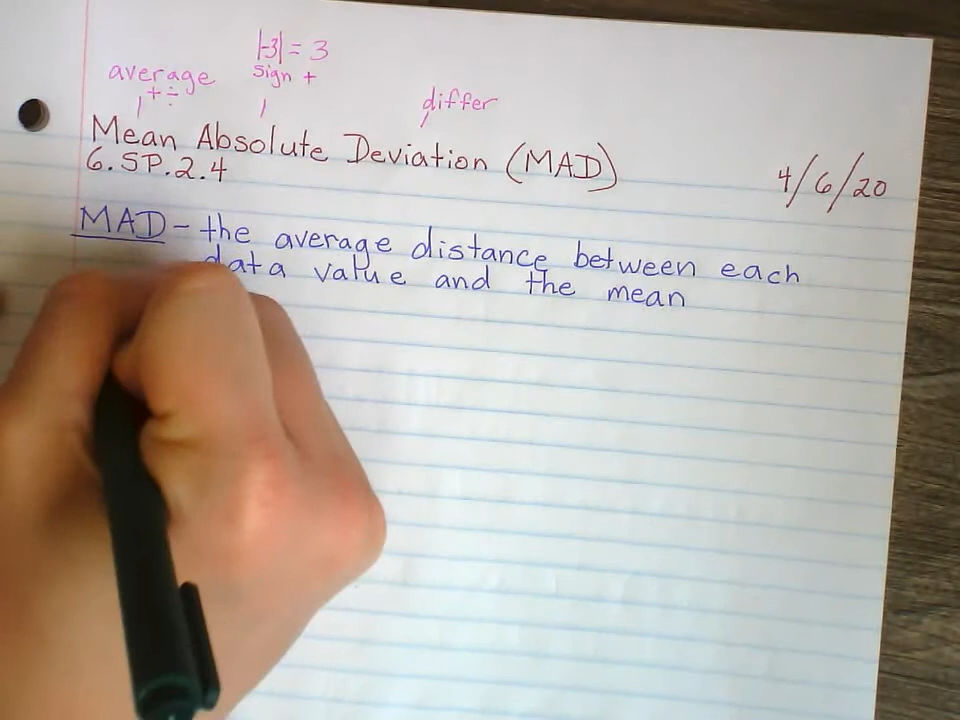 |-3| = 3
average
sign +
+ ÷
differ
Mean Absolute Deviation (MAD)
6.SP.2.4
4/6/20
MAD - the average distance between each
data value and the mean